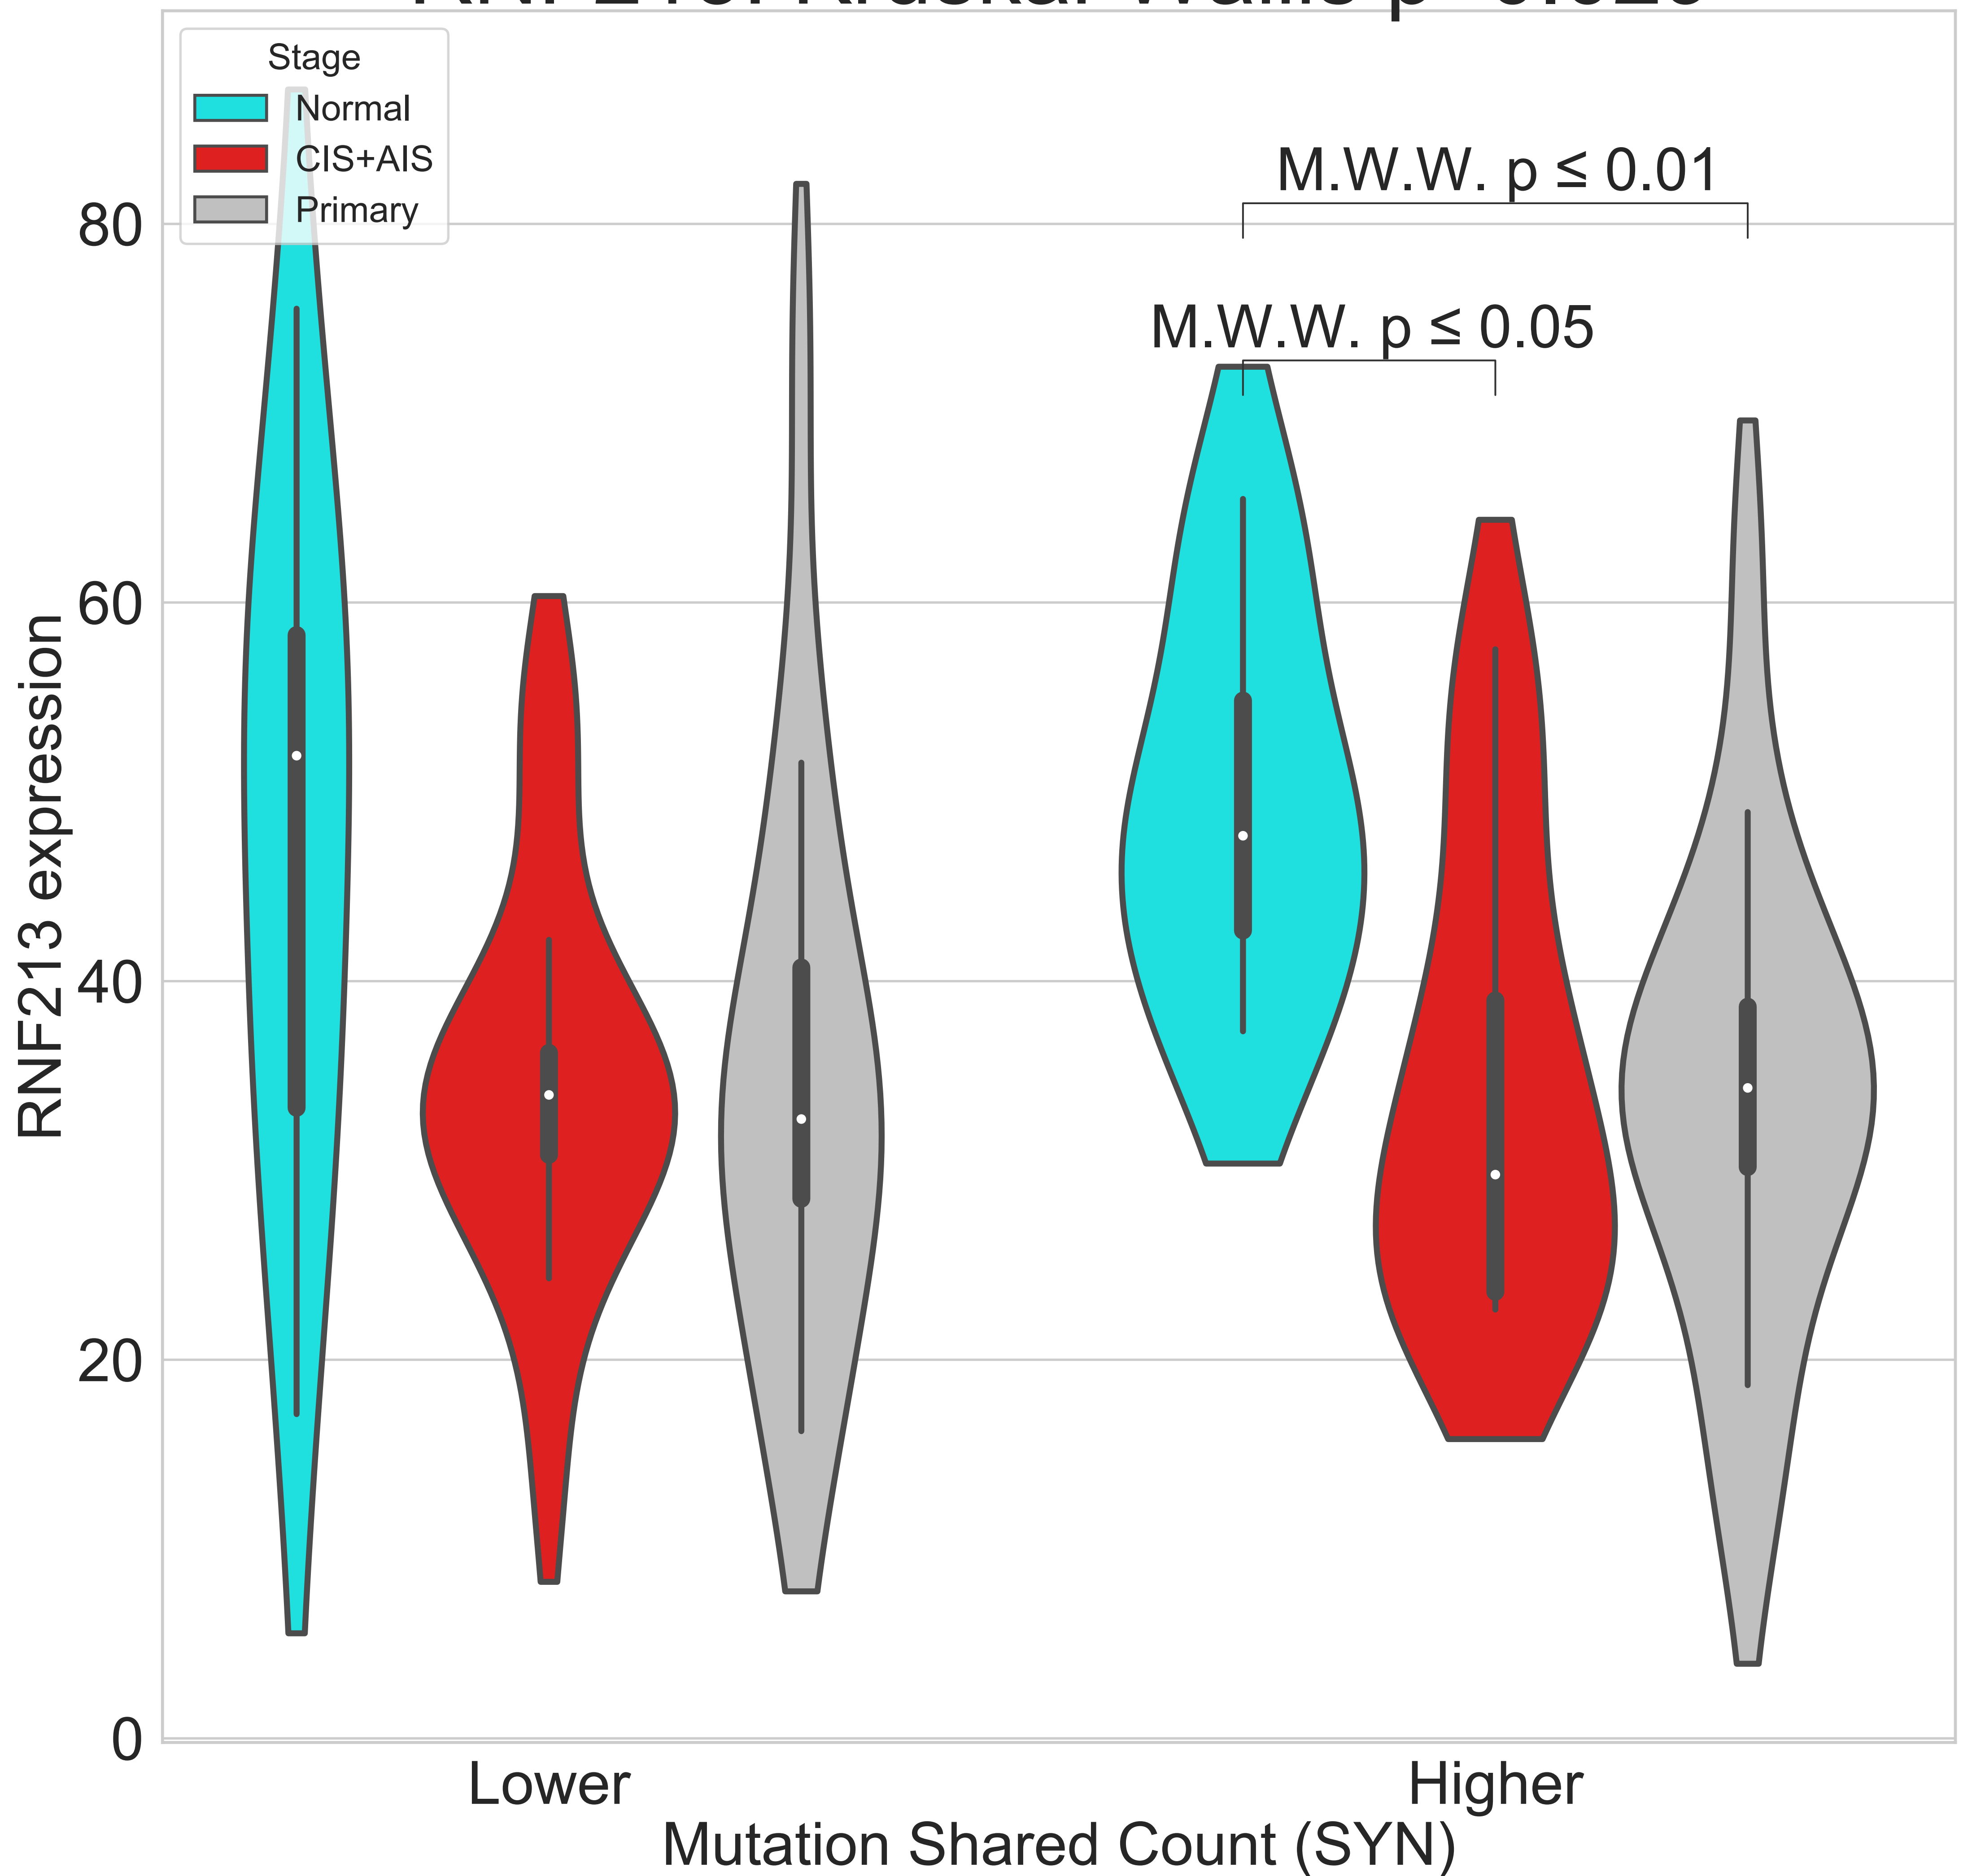 Stage
Normal
CIS+AIS
Primary
M.W.W. p ≤ 0.01
M.W.W. p ≤ 0.05
80
60
40
20
0
RNF213 expression
Lower
Higher
Mutation Shared Count (SYN)